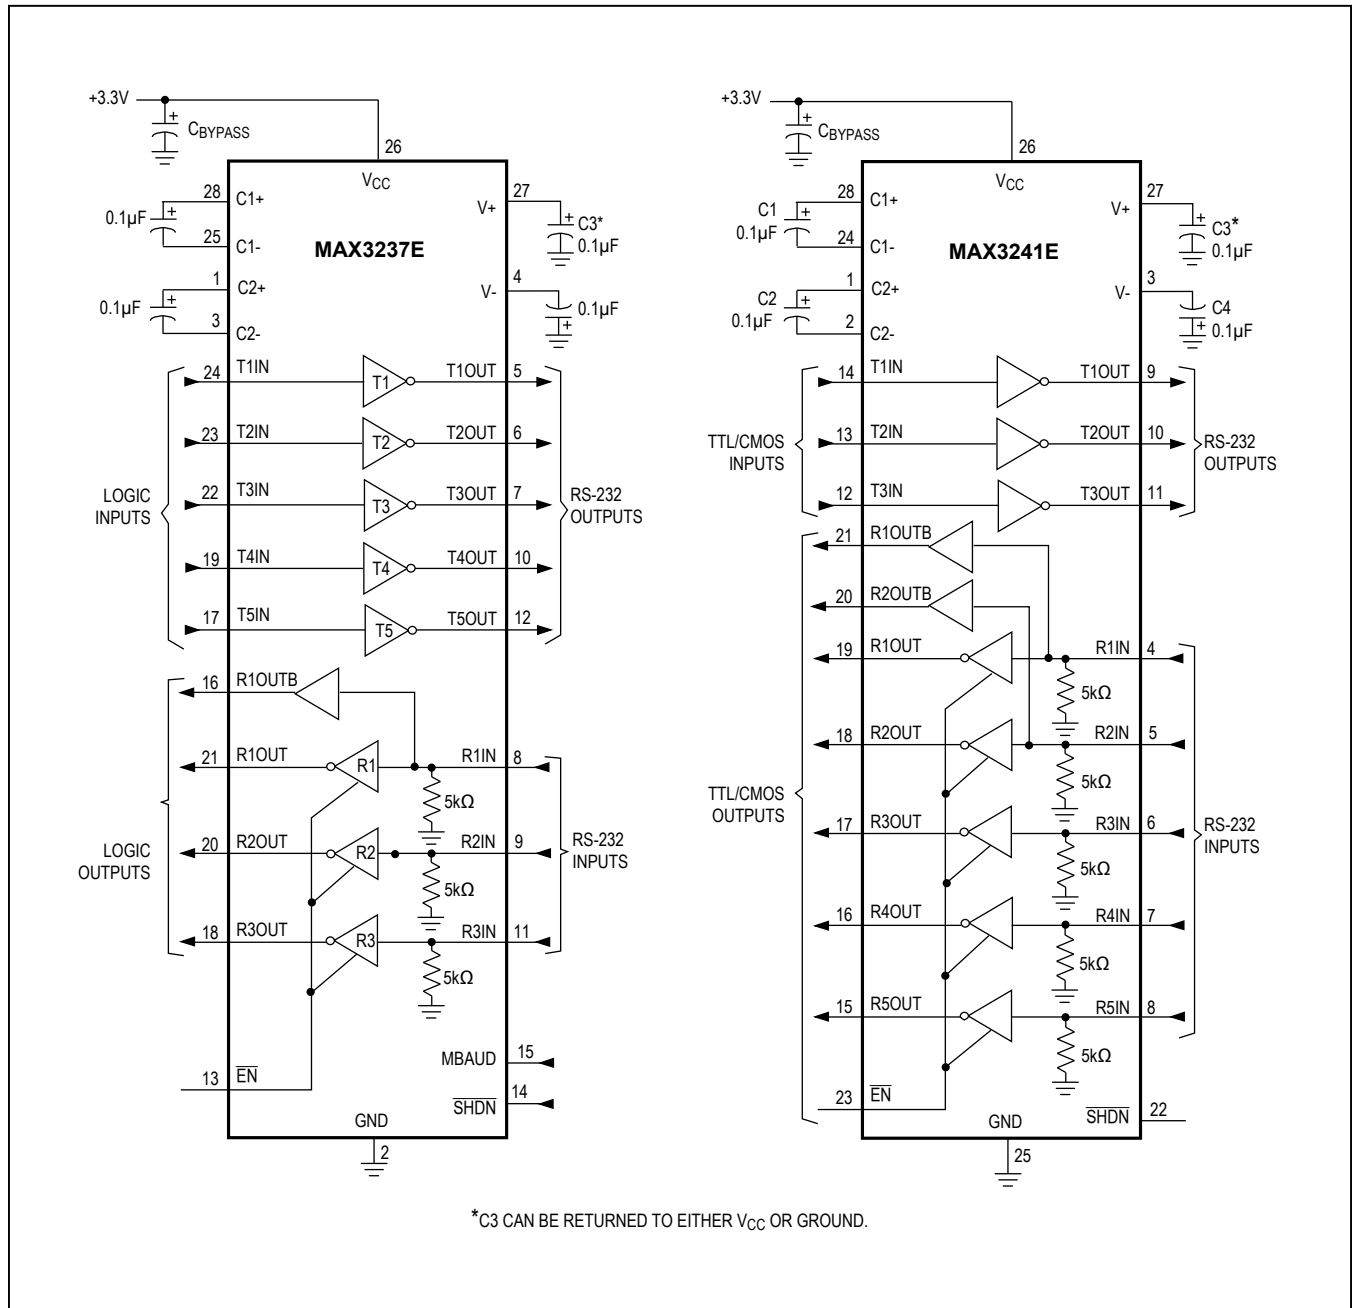 +3.3V
CBYPASS
26
VCC
28
C1+
0.1µF
25
C1-
1
C2+
0.1µF
3
C2-
MAX3237E
27
V+
C3*
0.1µF
4
V-
0.1µF
24
T1IN
T1
T1OUT
5
23
T2IN
T2
T2OUT
6
LOGIC
INPUTS
22
T3IN
T3
T3OUT
7
RS-232
OUTPUTS
19
T4IN
T4
T4OUT
10
17
T5IN
T5
T5OUT
12
16
R1OUTB
21
R1OUT
R1
R1IN
8
5kΩ
LOGIC
OUTPUTS
20
R2OUT
R2
R2IN
9
RS-232
INPUTS
5kΩ
18
R3OUT
R3
R3IN
11
5kΩ
MBAUD
15
13
EN
SHDN
14
GND
2
+3.3V
CBYPASS
26
VCC
28
C1+
C1
0.1µF
24
C1-
1
C2+
C2
0.1µF
2
C2-
MAX3241E
27
V+
C3*
0.1µF
3
V-
C4
0.1µF
14
T1IN
T1OUT
9
TTL/CMOS
INPUTS
13
T2IN
T2OUT
10
RS-232
OUTPUTS
12
T3IN
T3OUT
11
21
R1OUTB
20
R2OUTB
19
R1OUT
R1IN
4
5kΩ
18
R2OUT
R2IN
5
5kΩ
TTL/CMOS
OUTPUTS
17
R3OUT
R3IN
6
RS-232
INPUTS
5kΩ
16
R4OUT
R4IN
7
5kΩ
15
R5OUT
R5IN
8
5kΩ
23
EN
SHDN
22
GND
25
*C3 CAN BE RETURNED TO EITHER VCC OR GROUND.